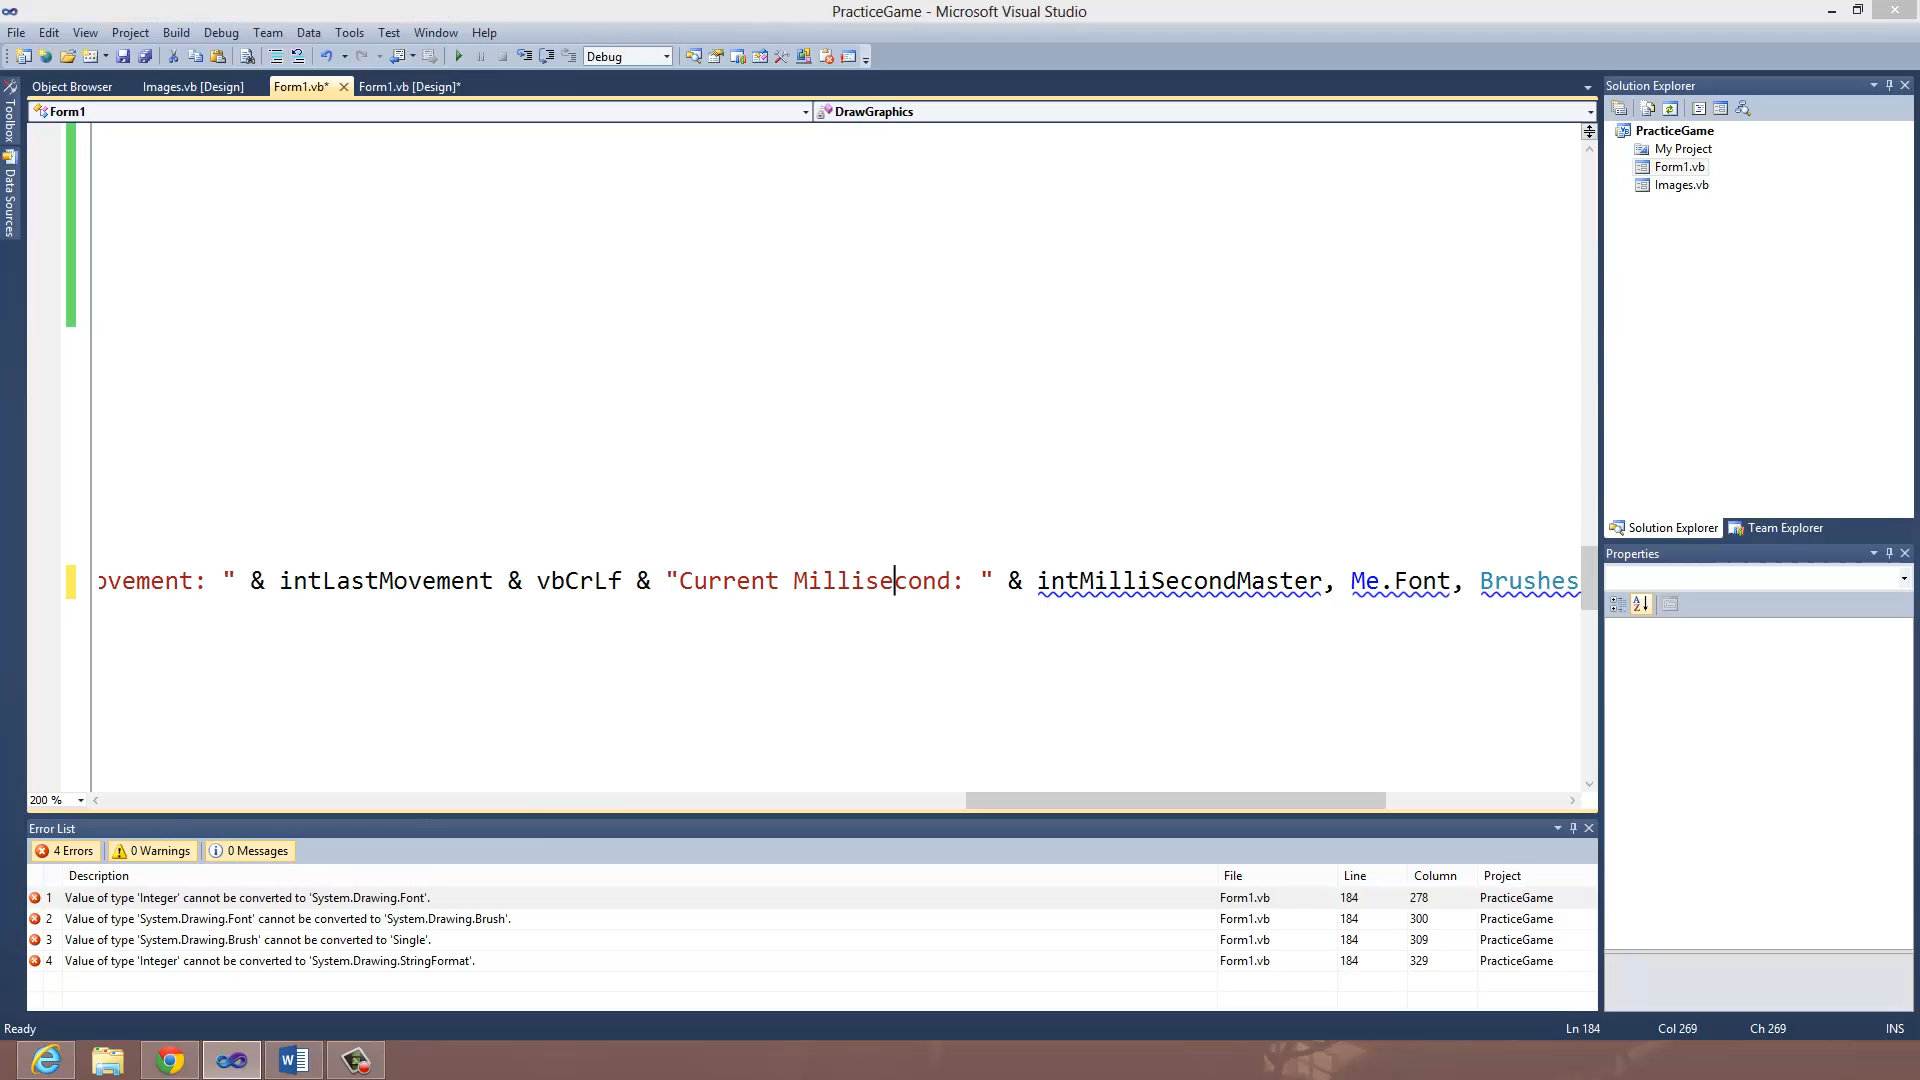 PracticeGame - Microsoft Visual Studio
File Edit View Project Build Debug Team Data Tools Test Window Help
Debug
Object Browser Images.vb [Design] Form1.vb* Form1.vb [Design]*
Form1 DrawGraphics
Toolbox
Data Sources
ovement: " & intLastMovement & vbCrLf & "Current Millisecond: " & intMilliSecondMaster, Me.Font, Brushes
200 %
Solution Explorer
PracticeGame
My Project
Form1.vb
Images.vb
Solution Explorer Team Explorer
Properties
Error List
4 Errors 0 Warnings 0 Messages
Description File Line Column Project
1 Value of type 'Integer' cannot be converted to 'System.Drawing.Font'. Form1.vb 184 278 PracticeGame
2 Value of type 'System.Drawing.Font' cannot be converted to 'System.Drawing.Brush'. Form1.vb 184 300 PracticeGame
3 Value of type 'System.Drawing.Brush' cannot be converted to 'Single'. Form1.vb 184 309 PracticeGame
4 Value of type 'Integer' cannot be converted to 'System.Drawing.StringFormat'. Form1.vb 184 329 PracticeGame
Ready Ln 184 Col 269 Ch 269 INS